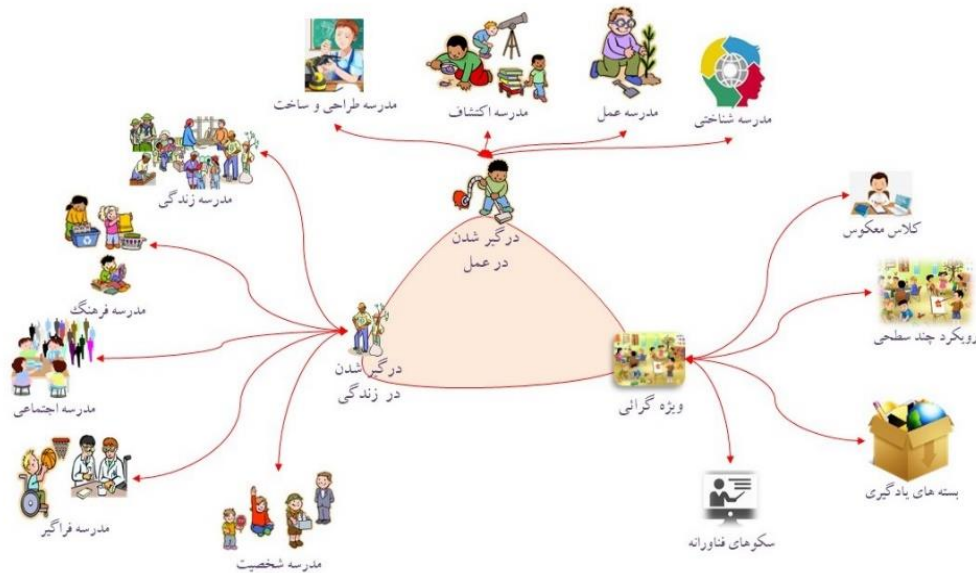 مدرسه طراحی و ساخت
مدرسه اکتشاف
مدرسه عمل
مدرسه شناختی
مدرسه زندگی
کلاس معکوس
درگیر شدن
در عمل
مدرسه فرهنگ
رویکرد چند سطحی
درگیر شدن
در زندگی
ویژه گرائی
مدرسه اجتماعی
بسته های یادگیری
مدرسه فراگیر
سکوهای فناورانه
مدرسه شخصیت